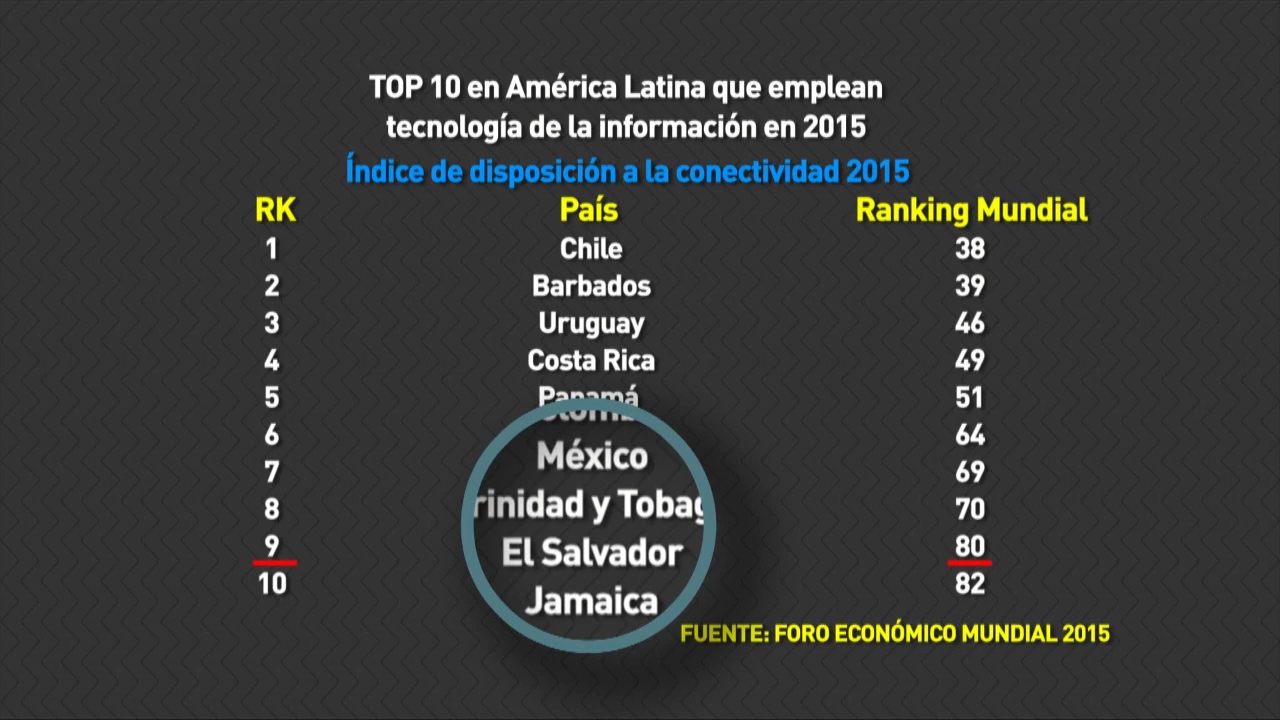 TOP 10 en América Latina que emplean
tecnología de la información en 2015
Índice de disposición a la conectividad 2015
RK País Ranking Mundial
1 Chile 38
2 Barbados 39
3 Uruguay 46
4 Costa Rica 49
5 Panamá 51
6 64
7 México 69
8 rinidad y Tobag 70
9 El Salvador 80
10 Jamaica 82
FUENTE: FORO ECONÓMICO MUNDIAL 2015